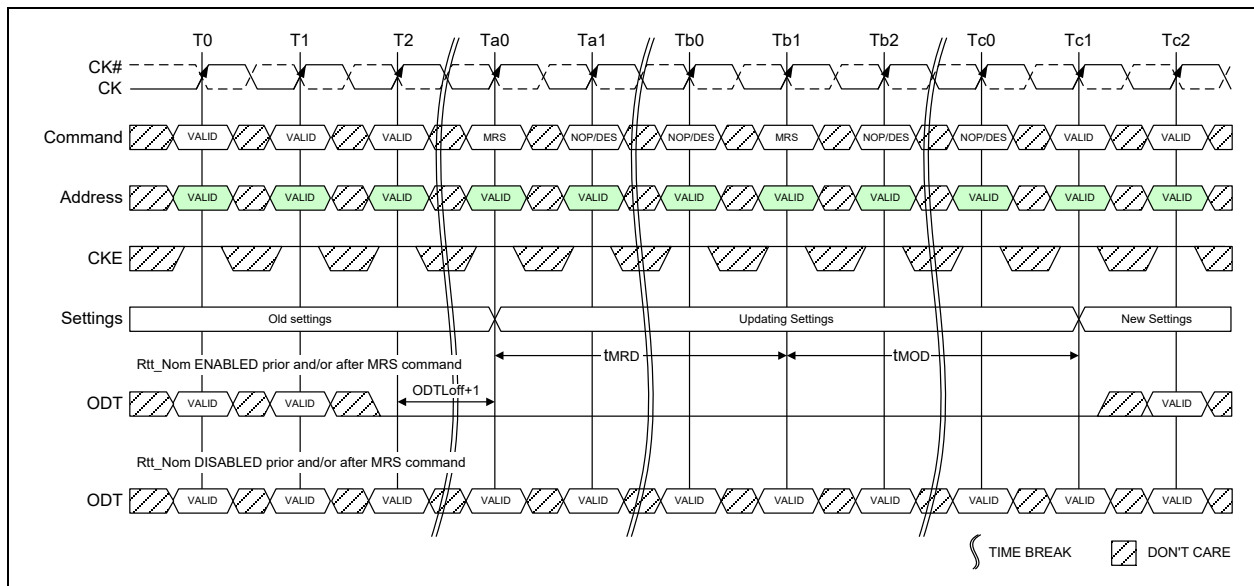 T0 T1 T2 Ta0 Ta1 Tb0 Tb1 Tb2 Tc0 Tc1 Tc2
CK#
CK
Command VALID VALID VALID MRS NOP/DES NOP/DES MRS NOP/DES NOP/DES VALID VALID
Address VALID VALID VALID VALID VALID VALID VALID VALID VALID VALID VALID
CKE
Settings Old settings Updating Settings New Settings
tMRD tMOD
Rtt_Nom ENABLED prior and/or after MRS command
ODTLoff+1
ODT VALID VALID VALID
Rtt_Nom DISABLED prior and/or after MRS command
ODT VALID VALID VALID VALID VALID VALID VALID VALID VALID VALID VALID
TIME BREAK DON'T CARE